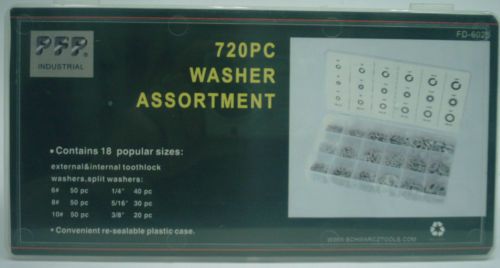 PFP.
INDUSTRIAL
FD-6025
720PC
WASHER
ASSORTMENT
• Contains 18 popular sizes:
external&internal toothlock
washers,split washers:
6# 50 pc 1/4" 40 pc
8# 50 pc 5/16" 30 pc
10# 50 pc 3/8" 20 pc
• Convenient re-sealable plastic case.
WWW.SCHWARCZTOOLS.COM